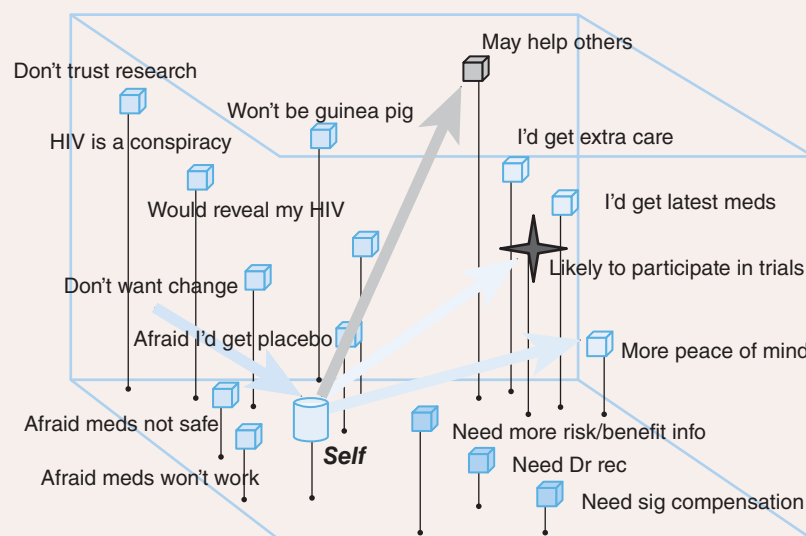 May help others
Don't trust research
Won't be guinea pig
HIV is a conspiracy
I'd get extra care
Would reveal my HIV
I'd get latest meds
Likely to participate in trials
Don't want change
Afraid I'd get placebo
More peace of mind
Afraid meds not safe
Need more risk/benefit info
Self
Need Dr rec
Afraid meds won't work
Need sig compensation